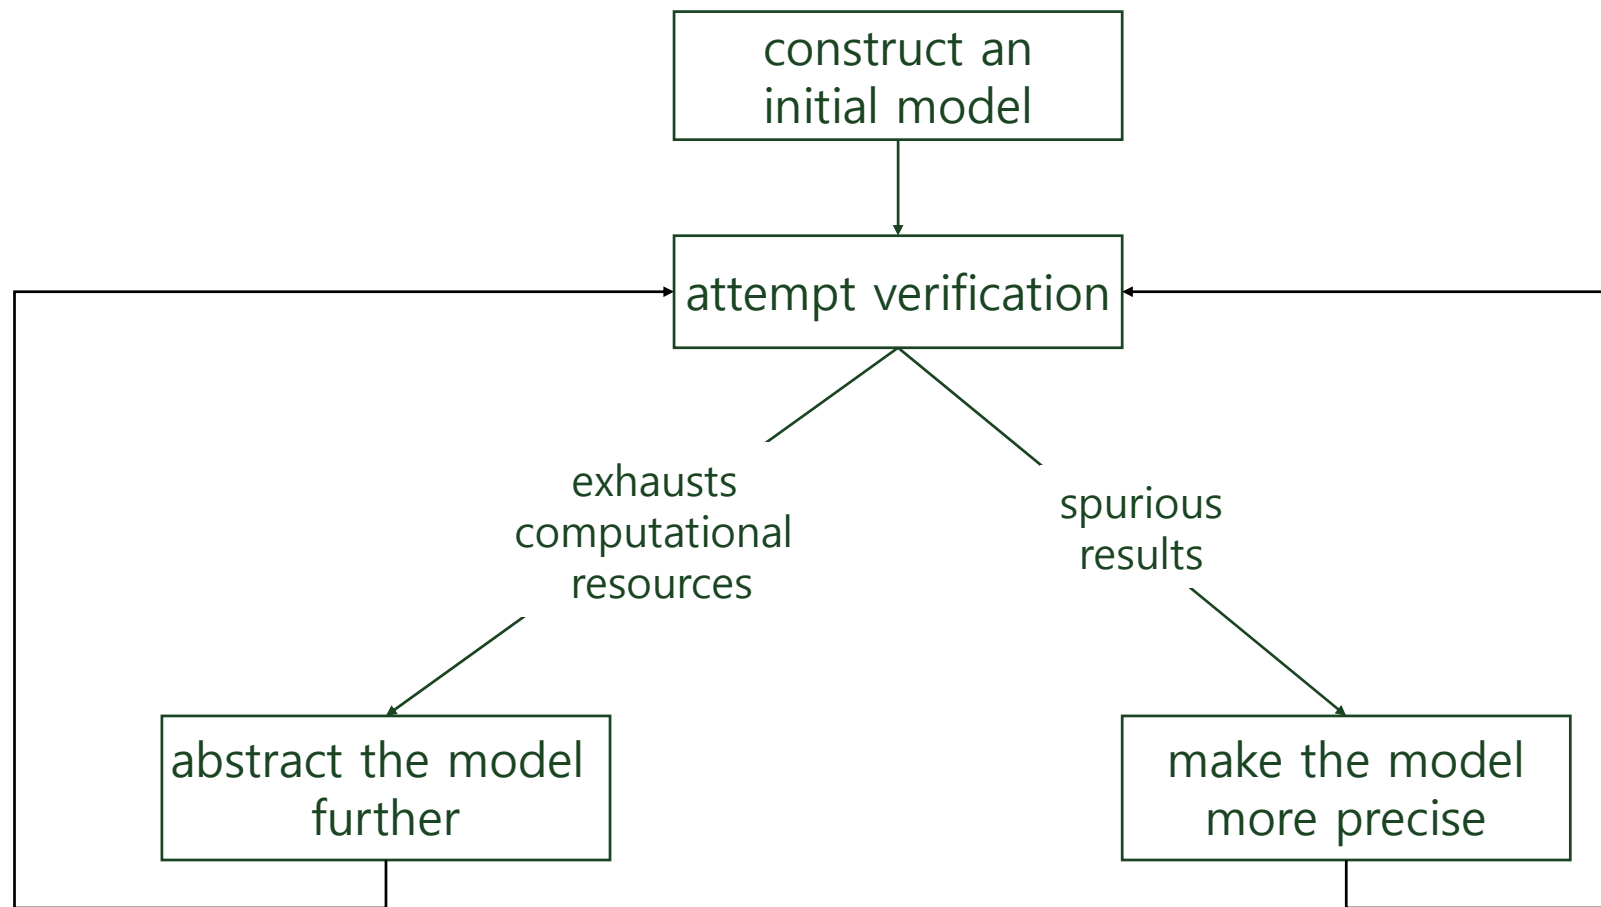 construct an
initial model
attempt verification
exhausts
computational
resources
spurious
results
abstract the model
further
make the model
more precise